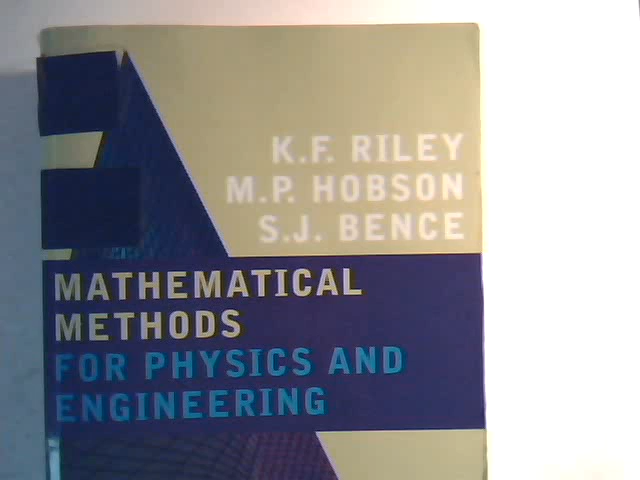 K.F. RILEY
M.P. HOBSON
S.J. BENCE
MATHEMATICAL
METHODS
FOR PHYSICS AND
ENGINEERING